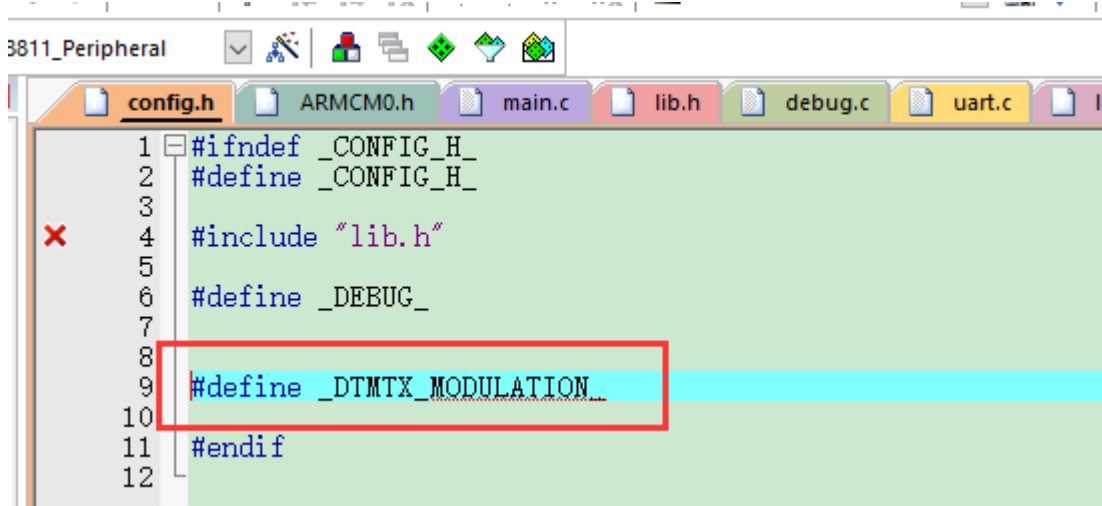 3811_Peripheral
config.h ARMCM0.h main.c lib.h debug.c uart.c
1 #ifndef _CONFIG_H_
2 #define _CONFIG_H_
3
4 #include "lib.h"
5
6 #define _DEBUG_
7
8
9 #define _DTMTX_MODULATION_
10
11 #endif
12